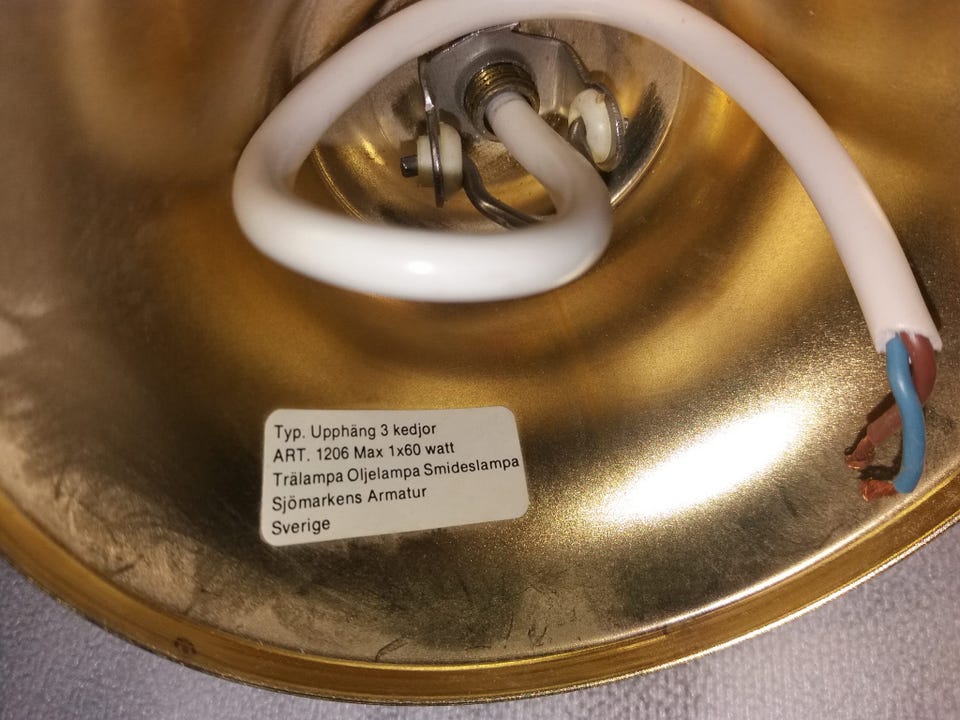 Typ. Upphäng 3 kedjor
ART. 1206 Max 1x60 watt
Trälampa Oljelampa Smideslampa
Sjömarkens Armatur
Sverige